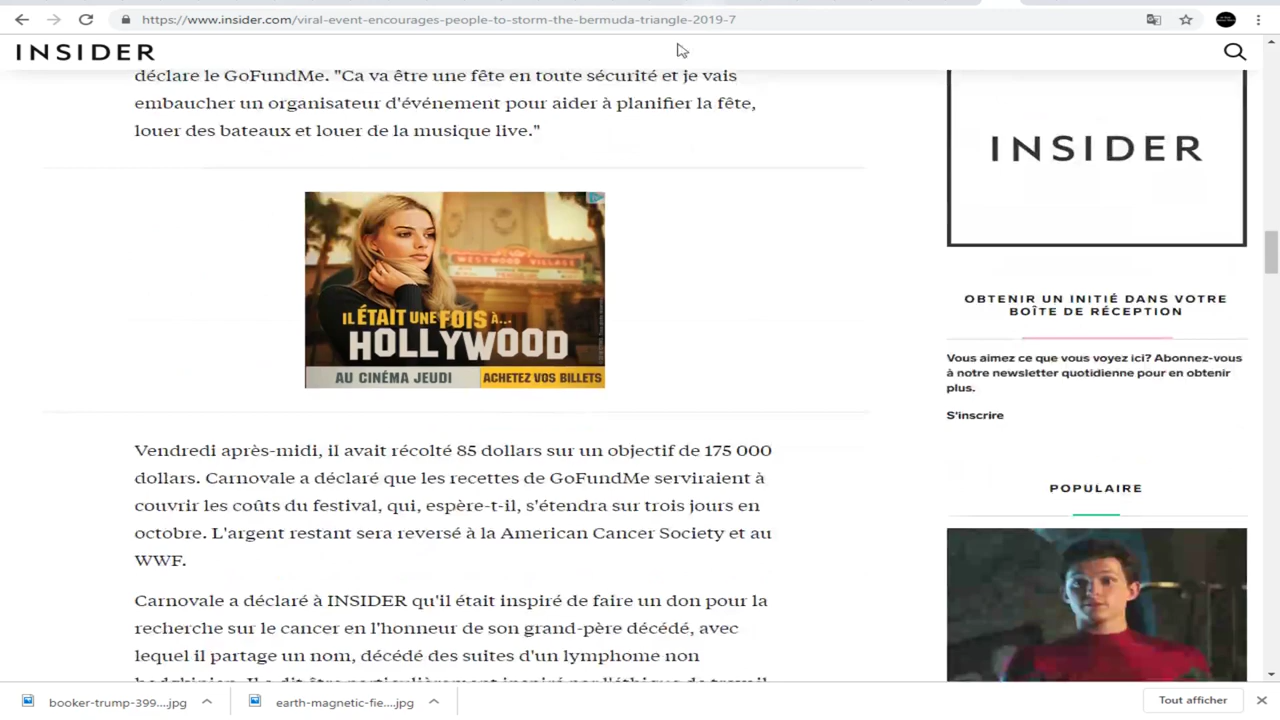 https://www.insider.com/viral-event-encourages-people-to-storm-the-bermuda-triangle-2019-7
INSIDER
déclare le GoFundMe. "Ca va être une fête en toute sécurité et je vais
embaucher un organisateur d'événement pour aider à planifier la fête,
louer des bateaux et louer de la musique live."
WESTWOOD VILLAGE
IL ÉTAIT UNE FOIS À...
HOLLYWOOD
AU CINÉMA JEUDI
ACHETEZ VOS BILLETS
Vendredi après-midi, il avait récolté 85 dollars sur un objectif de 175 000
dollars. Carnovale a déclaré que les recettes de GoFundMe serviraient à
couvrir les coûts du festival, qui, espère-t-il, s'étendra sur trois jours en
octobre. L'argent restant sera reversé à la American Cancer Society et au
WWF.
Carnovale a déclaré à INSIDER qu'il était inspiré de faire un don pour la
recherche sur le cancer en l'honneur de son grand-père décédé, avec
lequel il partage un nom, décédé des suites d'un lymphome non
INSIDER
OBTENIR UN INITIÉ DANS VOTRE
BOÎTE DE RÉCEPTION
Vous aimez ce que vous voyez ici? Abonnez-vous
à notre newsletter quotidienne pour en obtenir
plus.
S'inscrire
POPULAIRE
booker-trump-399....jpg
earth-magnetic-fie....jpg
Tout afficher